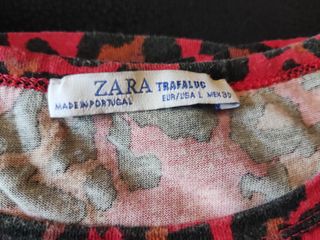 ZARA TRAFALUC
MADE IN PORTUGAL EUR/USA L MEX 30